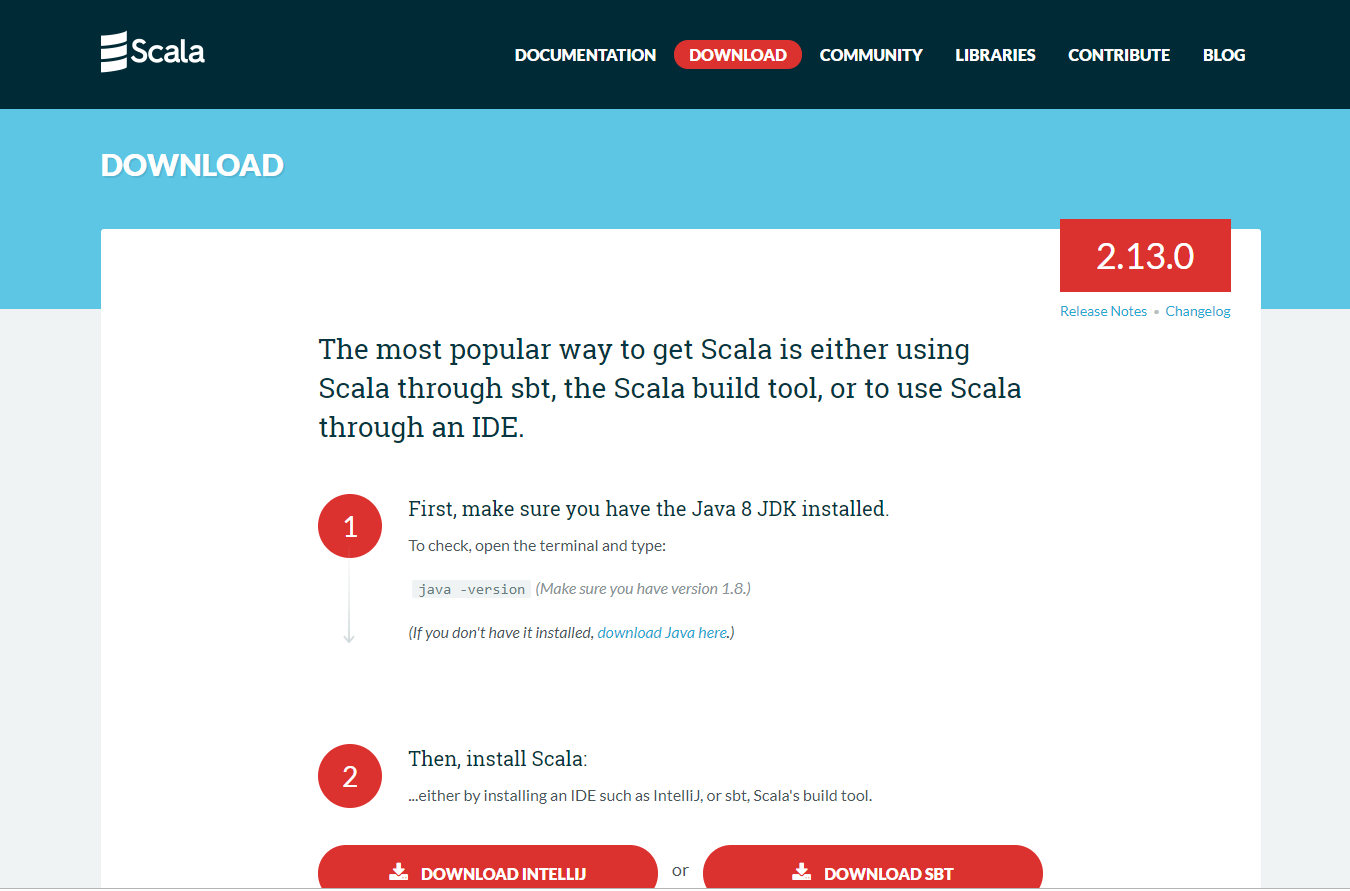 Scala
DOCUMENTATION DOWNLOAD COMMUNITY LIBRARIES CONTRIBUTE BLOG
DOWNLOAD
2.13.0
Release Notes • Changelog
The most popular way to get Scala is either using
Scala through sbt, the Scala build tool, or to use Scala
through an IDE.
1
First, make sure you have the Java 8 JDK installed.
To check, open the terminal and type:
java -version (Make sure you have version 1.8.)
(If you don't have it installed, download Java here.)
2
Then, install Scala:
...either by installing an IDE such as IntelliJ, or sbt, Scala's build tool.
DOWNLOAD INTELLIJ or DOWNLOAD SBT